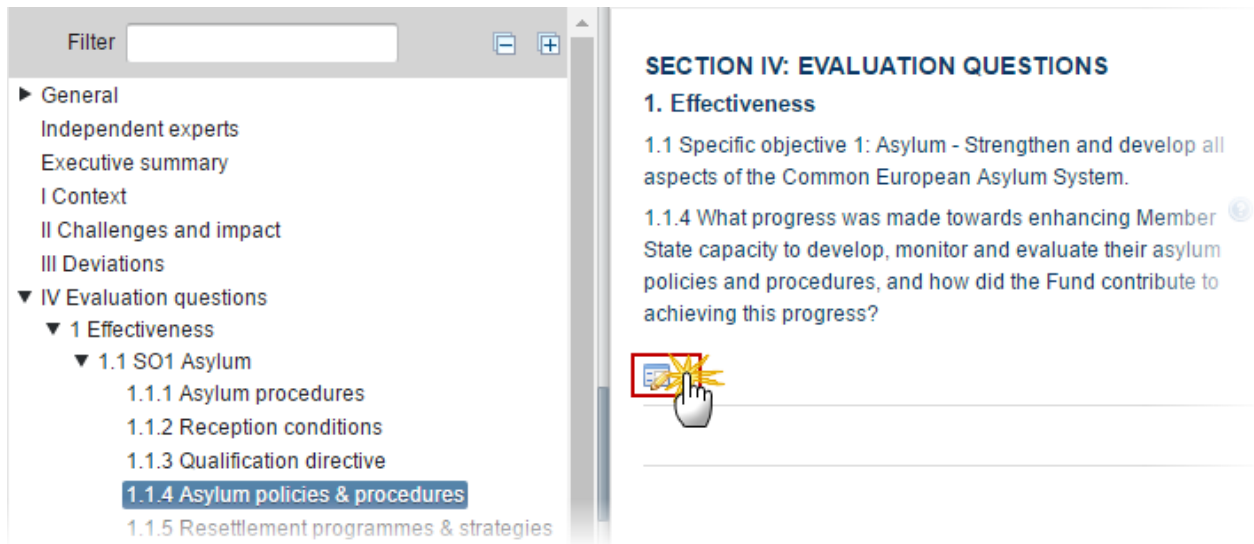 Filter
General
Independent experts
Executive summary
I Context
II Challenges and impact
III Deviations
IV Evaluation questions
1 Effectiveness
1.1 SO1 Asylum
1.1.1 Asylum procedures
1.1.2 Reception conditions
1.1.3 Qualification directive
1.1.4 Asylum policies & procedures
1.1.5 Resettlement programmes & strategies
SECTION IV: EVALUATION QUESTIONS
1. Effectiveness
1.1 Specific objective 1: Asylum - Strengthen and develop all
aspects of the Common European Asylum System.
1.1.4 What progress was made towards enhancing Member
State capacity to develop, monitor and evaluate their asylum
policies and procedures, and how did the Fund contribute to
achieving this progress?